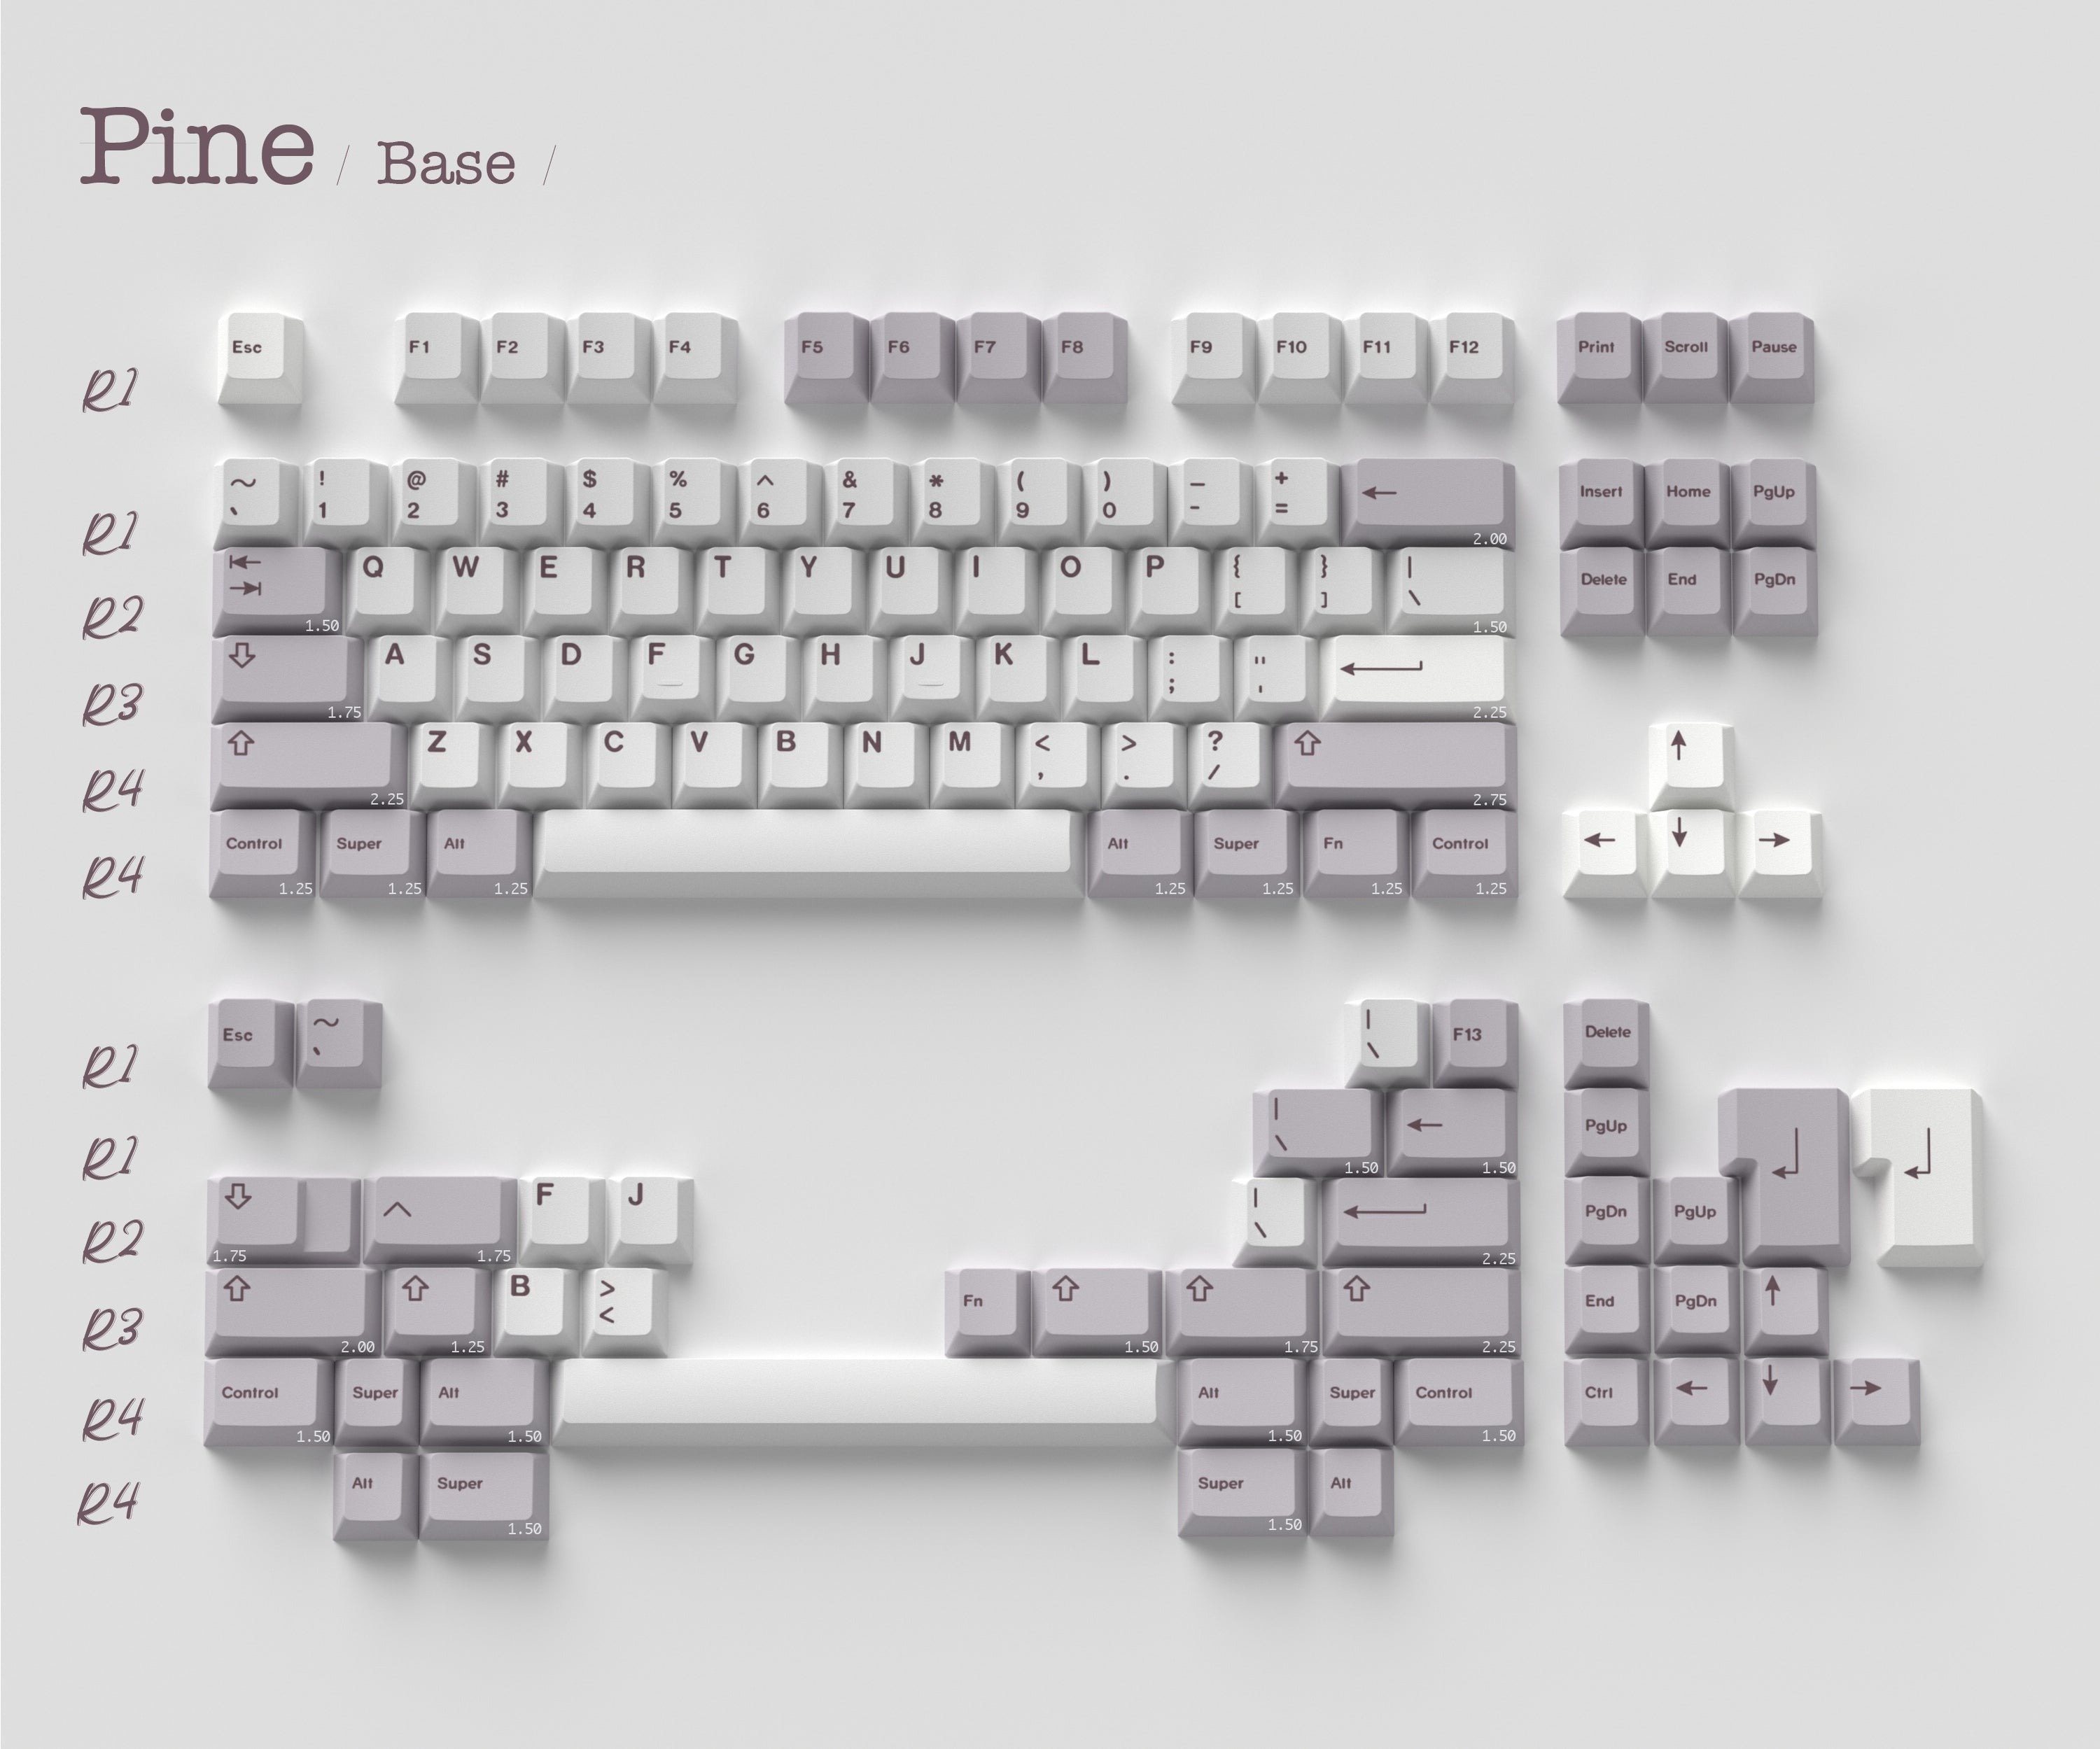 Pine / Base /
R1 Esc F1 F2 F3 F4 F5 F6 F7 F8 F9 F10 F11 F12 Print Scroll Pause
~ ! @ # $ % ^ & * ( ) _ +
R1 ` 1 2 3 4 5 6 7 8 9 0 - = ← 2.00 Insert Home PgUp
R2 ⇤ ⇥ 1.50 Q W E R T Y U I O P { [ } ] | \ 1.50 Delete End PgDn
R3 ⇩ 1.75 A S D F G H J K L : ; " ' ↵ 2.25
R4 ⇧ 2.25 Z X C V B N M < , > . ? / ⇧ 2.75 ↑
R4 Control 1.25 Super 1.25 Alt 1.25 Alt 1.25 Super 1.25 Fn 1.25 Control 1.25 ← ↓ →
R1 Esc ~ ` | \ F13 Delete
R1 | \ 1.50 ← 1.50 PgUp ↵ ↵
R2 ⇩ 1.75 ^ 1.75 F J | \ ↵ 2.25 PgDn PgUp
R3 ⇧ 2.00 ⇧ 1.25 B > < Fn ⇧ 1.50 ⇧ 1.75 ⇧ 2.25 End PgDn ↑
R4 Control 1.50 Super Alt 1.50 Alt 1.50 Super Control 1.50 Ctrl ← ↓ →
R4 Alt Super 1.50 Super 1.50 Alt